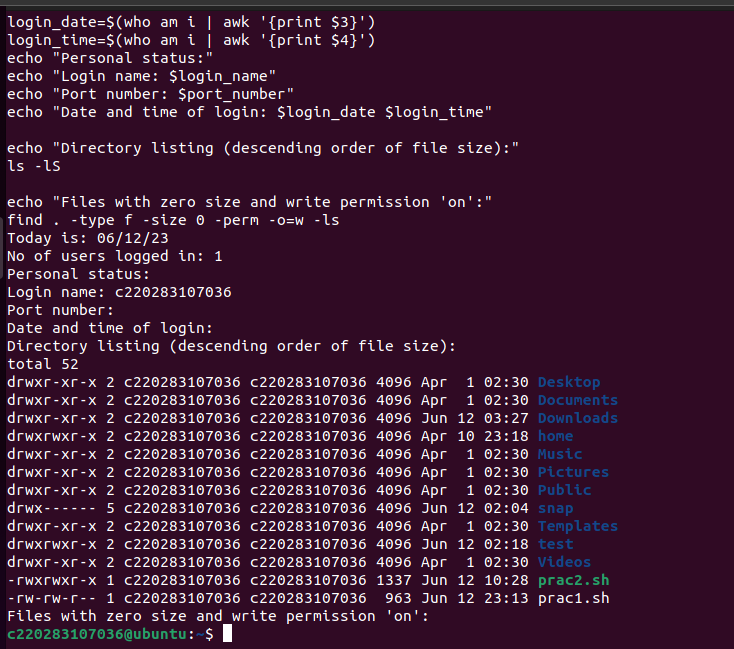 login_date=$(who am i | awk '{print $3}')
login_time=$(who am i | awk '{print $4}')
echo "Personal status:"
echo "Login name: $login_name"
echo "Port number: $port_number"
echo "Date and time of login: $login_date $login_time"
echo "Directory listing (descending order of file size):"
ls -lS
echo "Files with zero size and write permission 'on':"
find . -type f -size 0 -perm -o=w -ls
Today is: 06/12/23
No of users logged in: 1
Personal status:
Login name: c220283107036
Port number:
Date and time of login:
Directory listing (descending order of file size):
total 52
drwxr-xr-x 2 c220283107036 c220283107036 4096 Apr  1 02:30 Desktop
drwxr-xr-x 2 c220283107036 c220283107036 4096 Apr  1 02:30 Documents
drwxr-xr-x 2 c220283107036 c220283107036 4096 Jun 12 03:27 Downloads
drwxrwxr-x 2 c220283107036 c220283107036 4096 Apr 10 23:18 home
drwxr-xr-x 2 c220283107036 c220283107036 4096 Apr  1 02:30 Music
drwxr-xr-x 2 c220283107036 c220283107036 4096 Apr  1 02:30 Pictures
drwxr-xr-x 2 c220283107036 c220283107036 4096 Apr  1 02:30 Public
drwx------ 5 c220283107036 c220283107036 4096 Jun 12 02:04 snap
drwxr-xr-x 2 c220283107036 c220283107036 4096 Apr  1 02:30 Templates
drwxrwxr-x 2 c220283107036 c220283107036 4096 Jun 12 02:18 test
drwxr-xr-x 2 c220283107036 c220283107036 4096 Apr  1 02:30 Videos
-rwxrwxr-x 1 c220283107036 c220283107036 1337 Jun 12 10:28 prac2.sh
-rw-rw-r-- 1 c220283107036 c220283107036  963 Jun 12 23:13 prac1.sh
Files with zero size and write permission 'on':
c220283107036@ubuntu:~$